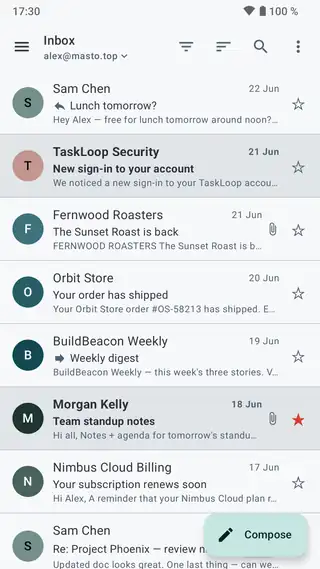 17:30
100 %
Inbox
alex@masto.top
S
Sam Chen
22 Jun
Lunch tomorrow?
Hey Alex — free for lunch tomorrow around noon?…
T
TaskLoop Security
21 Jun
New sign-in to your account
We noticed a new sign-in to your TaskLoop accou…
F
Fernwood Roasters
21 Jun
The Sunset Roast is back
FERNWOOD ROASTERS The Sunset Roast is b…
O
Orbit Store
20 Jun
Your order has shipped
Your Orbit Store order #OS-58213 has shipped. E…
B
BuildBeacon Weekly
19 Jun
Weekly digest
BuildBeacon Weekly — this week's three stories. V…
M
Morgan Kelly
18 Jun
Team standup notes
Hi all, Notes + agenda for tomorrow's standu…
N
Nimbus Cloud Billing
17 Jun
Your subscription renews soon
Hi Alex, A reminder that your Nimbus Cloud plan r…
S
Sam Chen
Re: Project Phoenix — review n
Updated doc looks great. One last thing — can we…
Compose